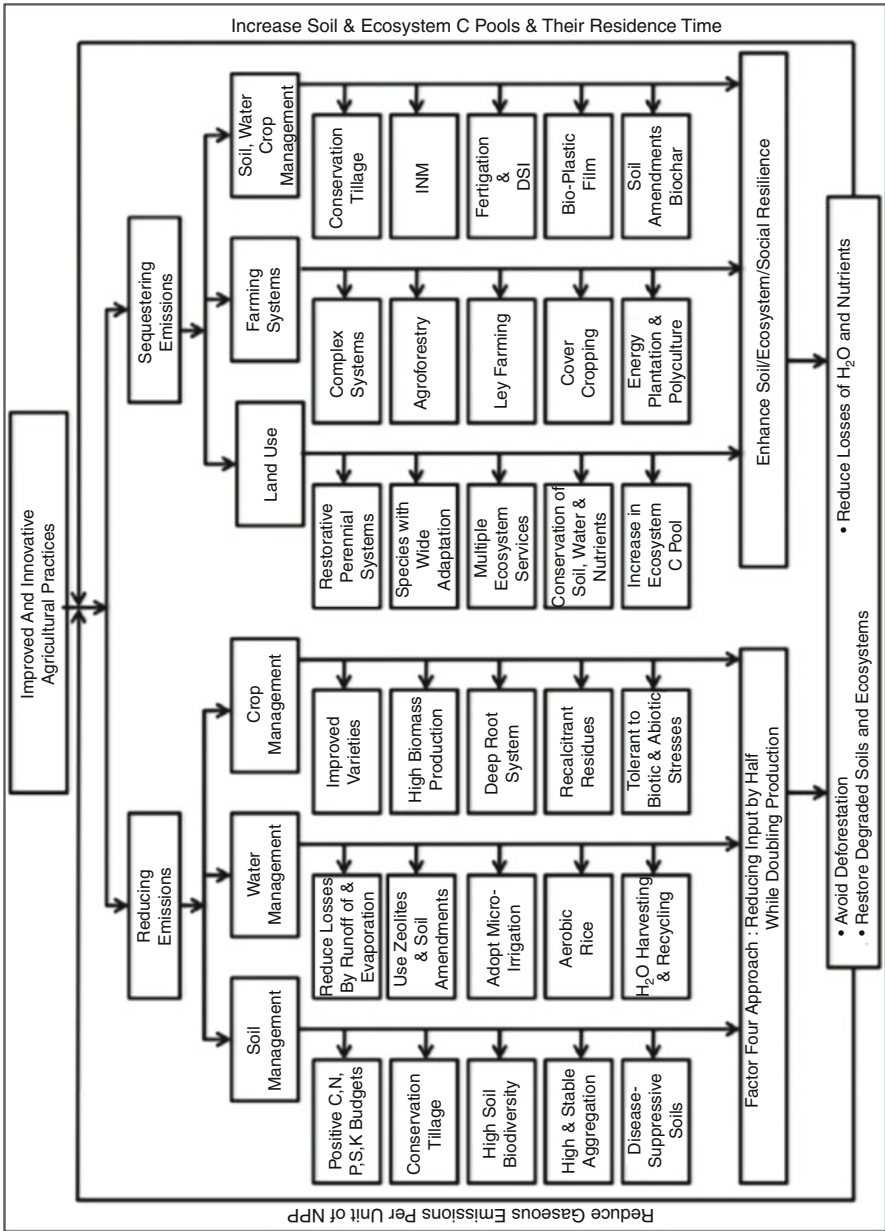 Improved And Innovative
Agricultural Practices
Reducing
Emissions
Sequestering
Emissions
Soil
Management
Water
Management
Crop
Management
Land Use
Farming
Systems
Soil, Water
Crop
Management
Positive C,N,
P,S,K Budgets
Conservation
Tillage
High Soil
Biodiversity
High & Stable
Aggregation
Disease-
Suppressive
Soils
Reduce Losses
By Runoff of &
Evaporation
Use Zeolites
& Soil
Amendments
Adopt Micro-
Irrigation
Aerobic
Rice
H₂O Harvesting
& Recycling
Improved
Varieties
High Biomass
Production
Deep Root
System
Recalcitrant
Residues
Tolerant to
Biotic & Abiotic
Stresses
Restorative
Perennial
Systems
Species with
Wide
Adaptation
Multiple
Ecosystem
Services
Conservation of
Soil, Water &
Nutrients
Increase in
Ecosystem
C Pool
Complex
Systems
Agroforestry
Ley Farming
Cover
Cropping
Energy
Plantation &
Polyculture
Conservation
Tillage
INM
Fertigation
&
DSI
Bio-Plastic
Film
Soil
Amendments
Biochar
Factor Four Approach : Reducing Input by Half
While Doubling Production
Enhance Soil/Ecosystem/Social Resilience
• Avoid Deforestation
• Restore Degraded Soils and Ecosystems
• Reduce Losses of H₂O and Nutrients
Reduce Gaseous Emissions Per Unit of NPP
Increase Soil & Ecosystem C Pools & Their Residence Time